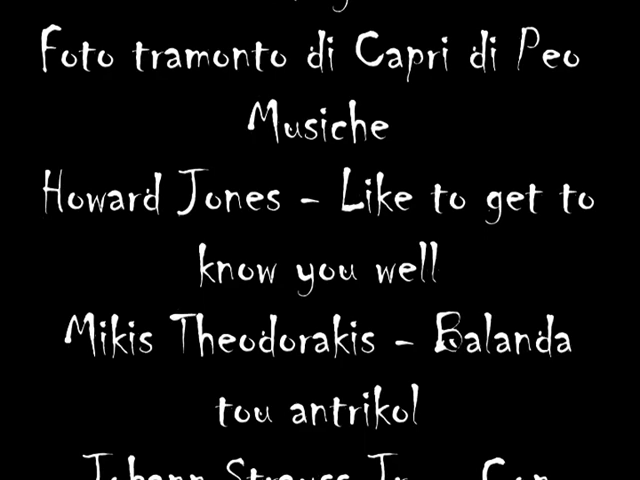 Foto tramonto di Capri di Peo
Musiche
Howard Jones - Like to get to
know you well
Mikis Theodorakis - Balanda
tou antrikol
Johann Strauss Jr.